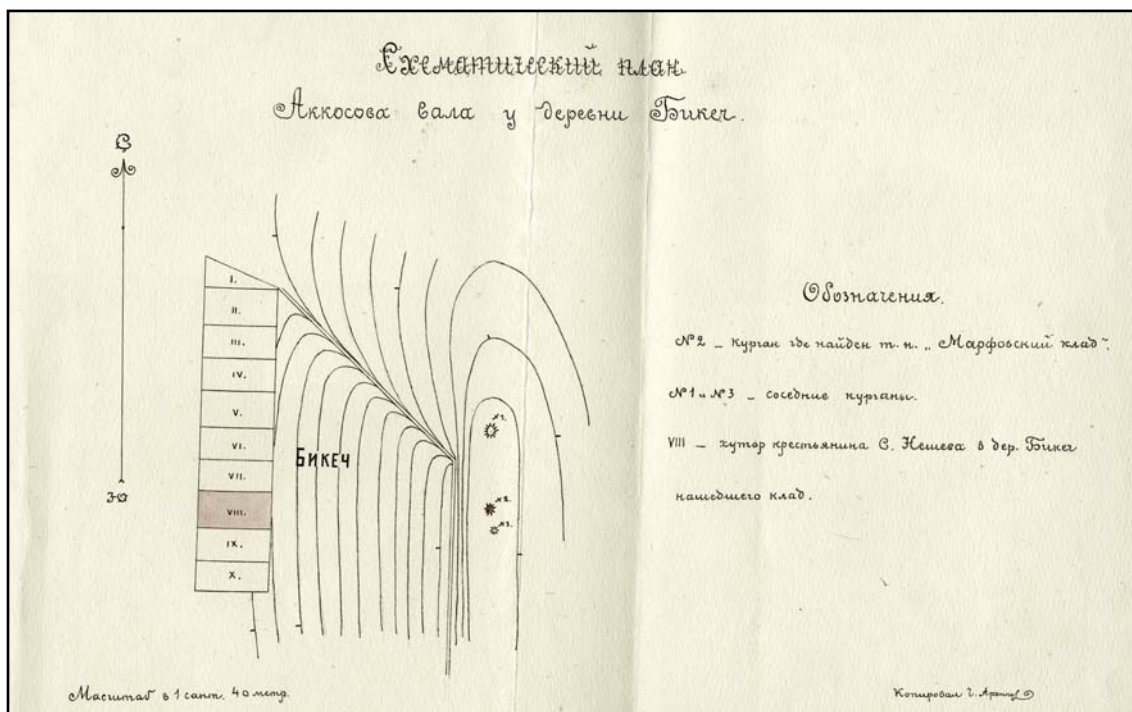 Схематический план
Аккосова вала у деревни Бикеч.
С
Ю
I.
II.
III.
IV.
V.
VI.
VII.
VIII.
IX.
X.
Бикеч
№1.
№2.
№3.
Обозначения.
№2 – курган где найден т. н. „Марфовский клад".
№1 и №3 – соседние курганы.
VIII – хутор крестьянина С. Нешева в дер. Бикеч
нашедшего клад.
Масштаб в 1 сант. 40 метр.
Копировал